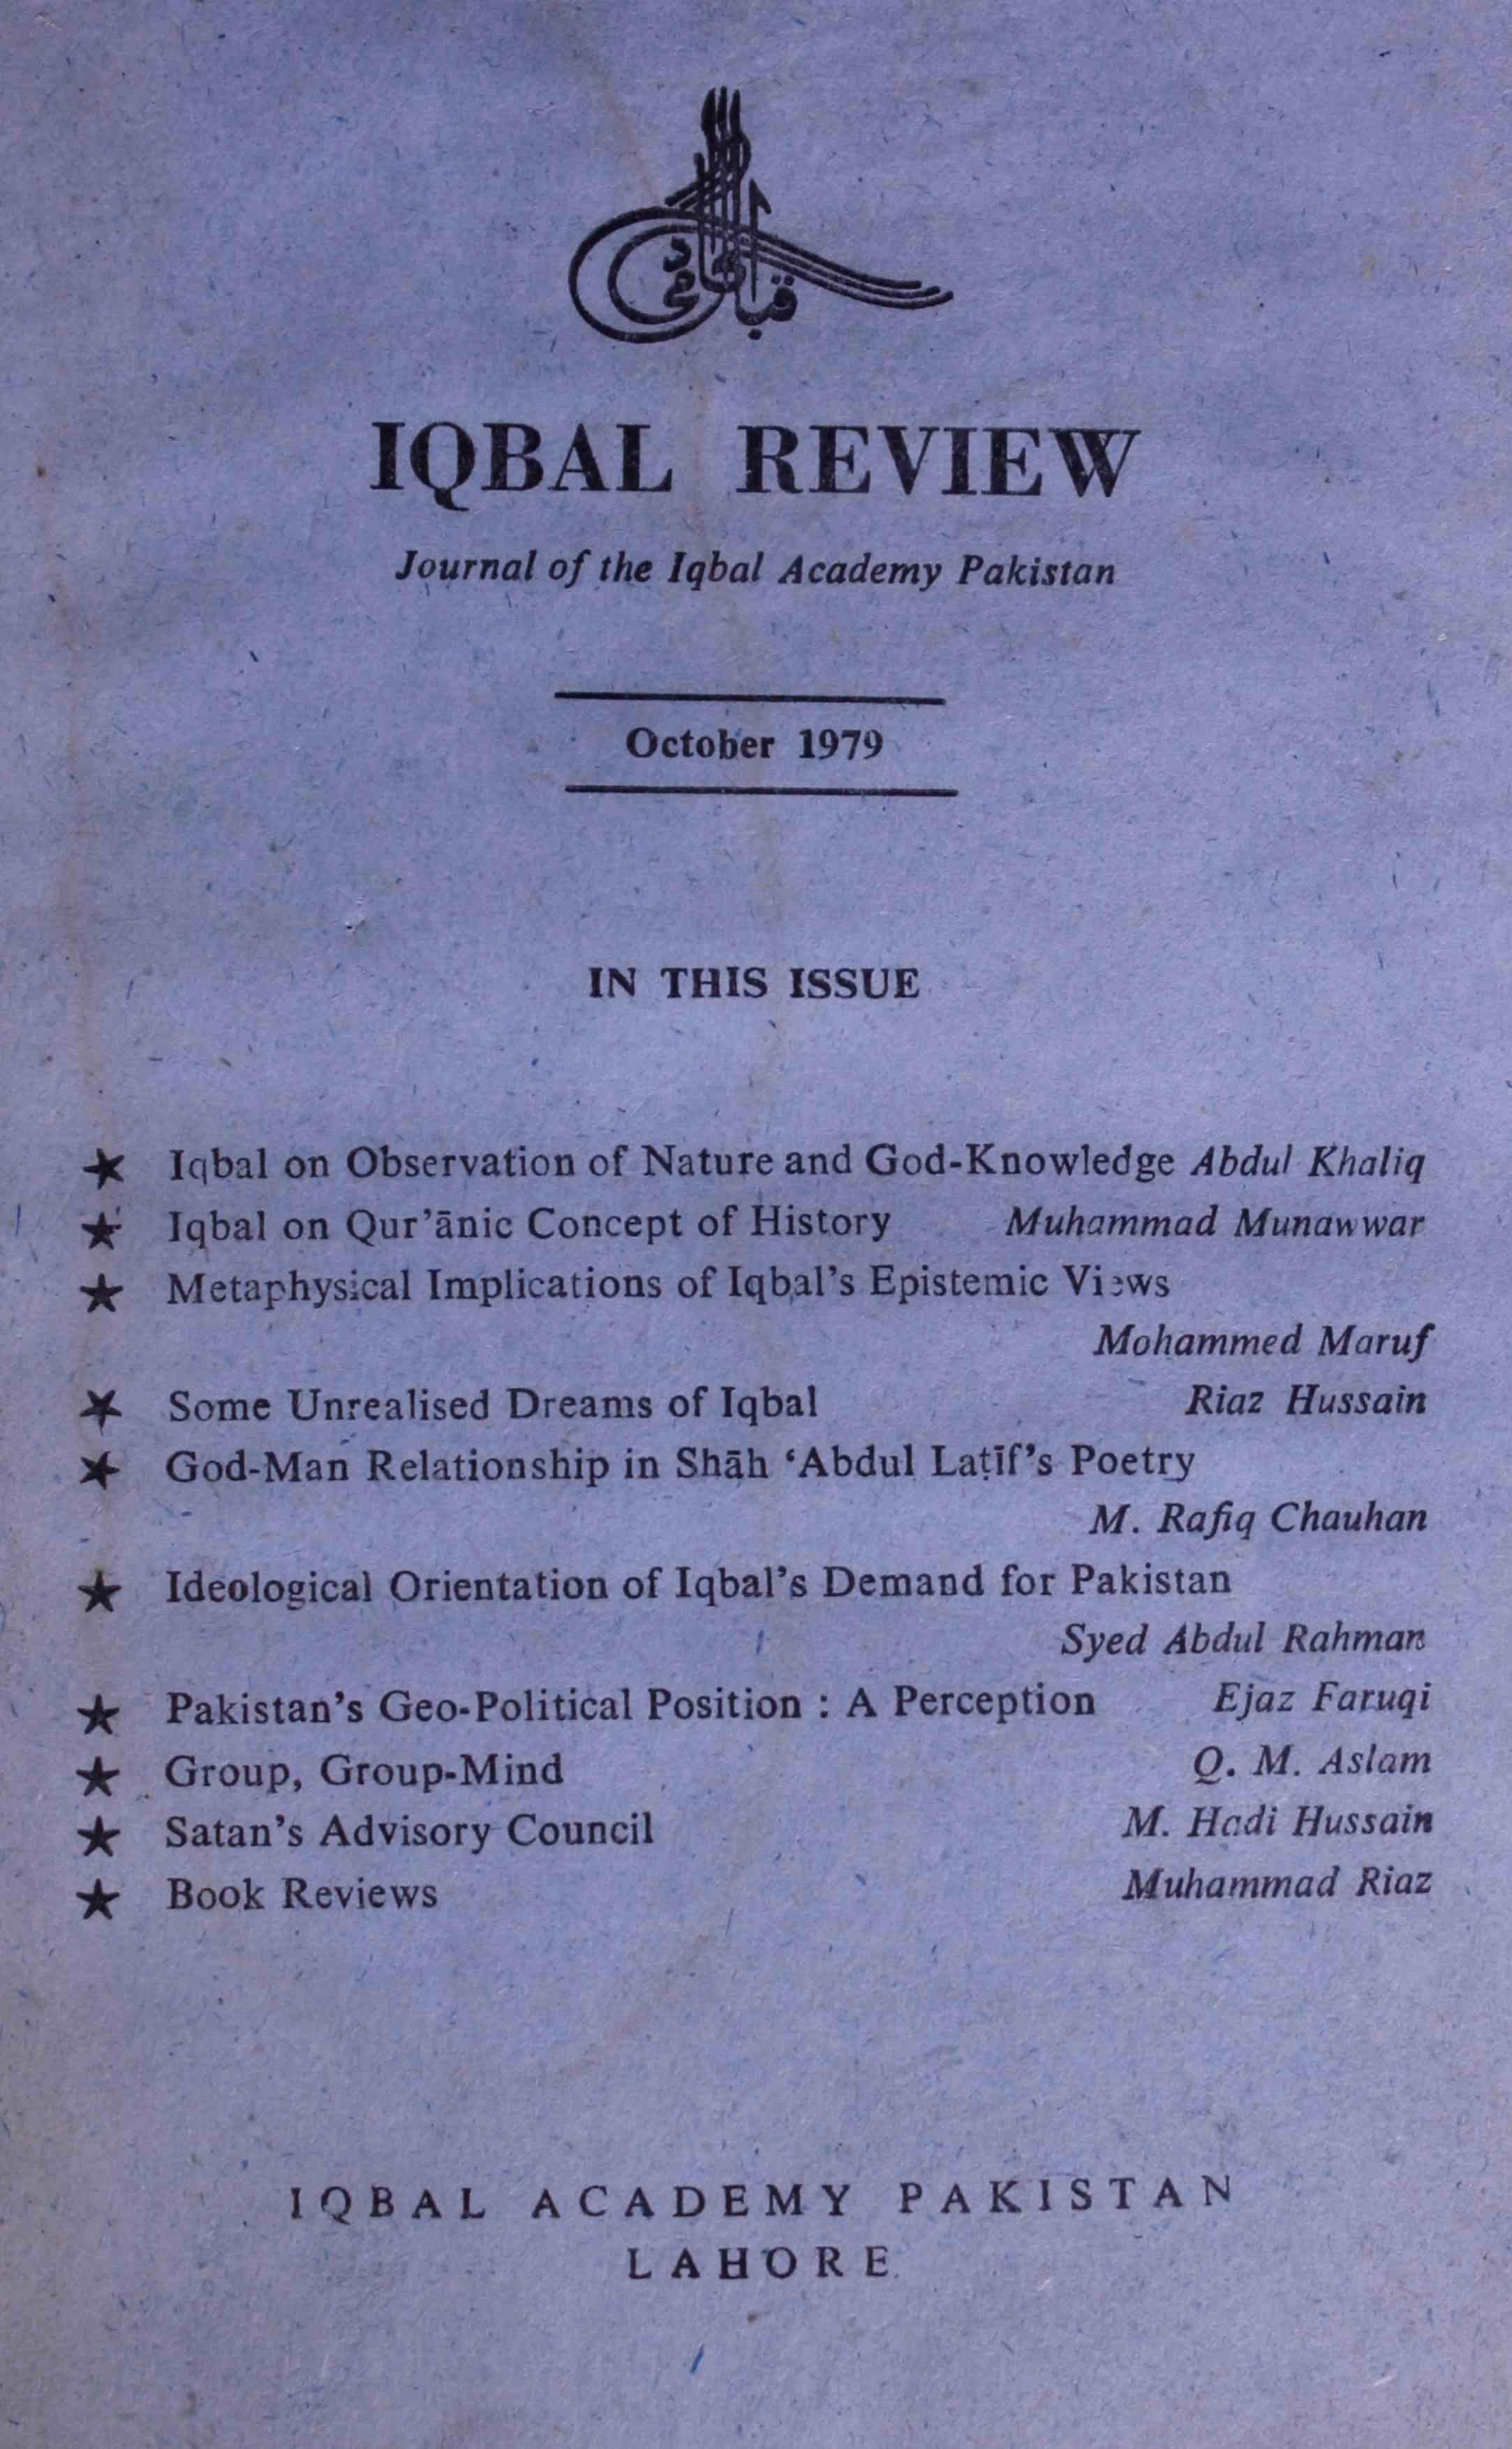 IQBAL REVIEW
Journal of the Iqbal Academy Pakistan
October 1979
IN THIS ISSUE
★ Iqbal on Observation of Nature and God-Knowledge Abdul Khaliq
★ Iqbal on Qur’ānic Concept of History Muhammad Munawwar
★ Metaphysical Implications of Iqbal’s Epistemic Views
Mohammed Maruf
★ Some Unrealised Dreams of Iqbal Riaz Hussain
★ God-Man Relationship in Shāh ‘Abdul Laṭīf’s Poetry
M. Rafiq Chauhan
★ Ideological Orientation of Iqbal’s Demand for Pakistan
Syed Abdul Rahman
★ Pakistan’s Geo-Political Position : A Perception Ejaz Faruqi
★ Group, Group-Mind Q. M. Aslam
★ Satan’s Advisory Council M. Hadi Hussain
★ Book Reviews Muhammad Riaz
IQBAL ACADEMY PAKISTAN
LAHORE